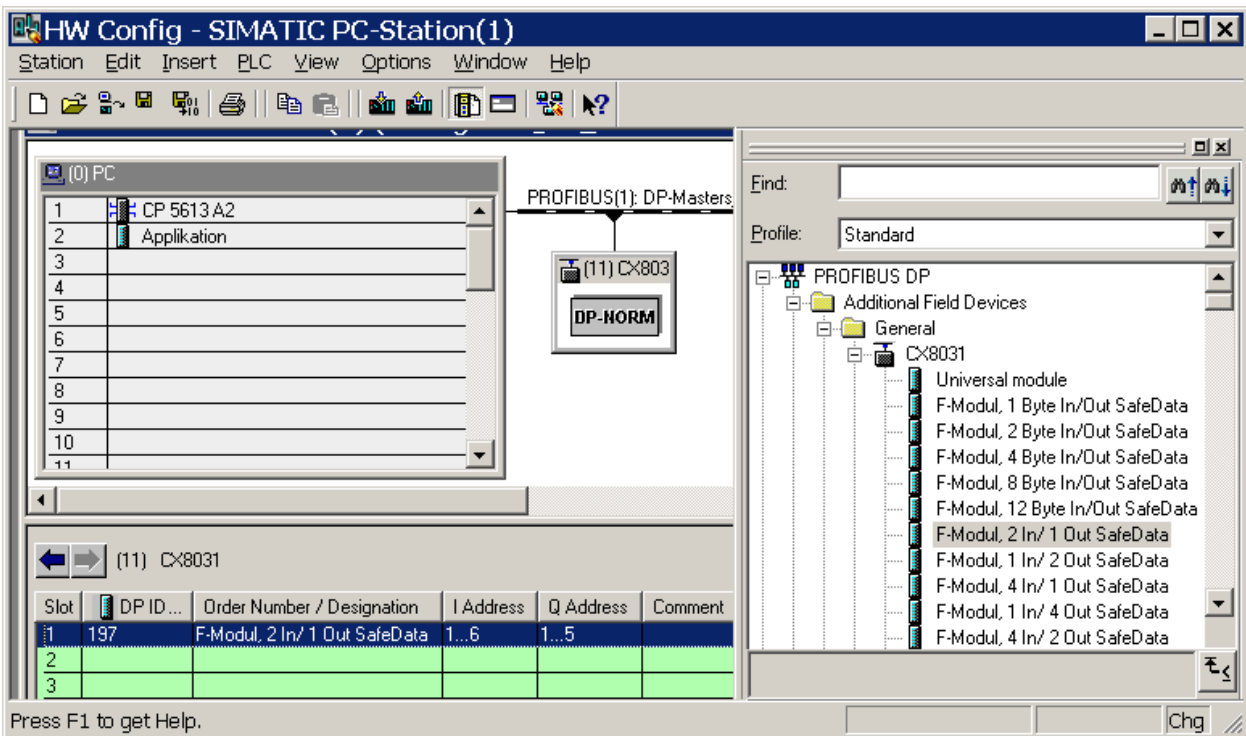 HW Config - SIMATIC PC-Station(1)
Station Edit Insert PLC View Options Window Help
(0) PC
1 CP 5613 A2
2 Applikation
3
4
5
6
7
8
9
10
11
PROFIBUS(1): DP-Masters
(11) CX803
DP-NORM
Find:
Profile: Standard
PROFIBUS DP
Additional Field Devices
General
CX8031
Universal module
F-Modul, 1 Byte In/Out SafeData
F-Modul, 2 Byte In/Out SafeData
F-Modul, 4 Byte In/Out SafeData
F-Modul, 8 Byte In/Out SafeData
F-Modul, 12 Byte In/Out SafeData
F-Modul, 2 In/ 1 Out SafeData
F-Modul, 1 In/ 2 Out SafeData
F-Modul, 4 In/ 1 Out SafeData
F-Modul, 1 In/ 4 Out SafeData
F-Modul, 4 In/ 2 Out SafeData
(11) CX8031
Slot DP ID ... Order Number / Designation I Address Q Address Comment
1 197 F-Modul, 2 In/ 1 Out SafeData 1...6 1...5
2
3
Press F1 to get Help.
Chg